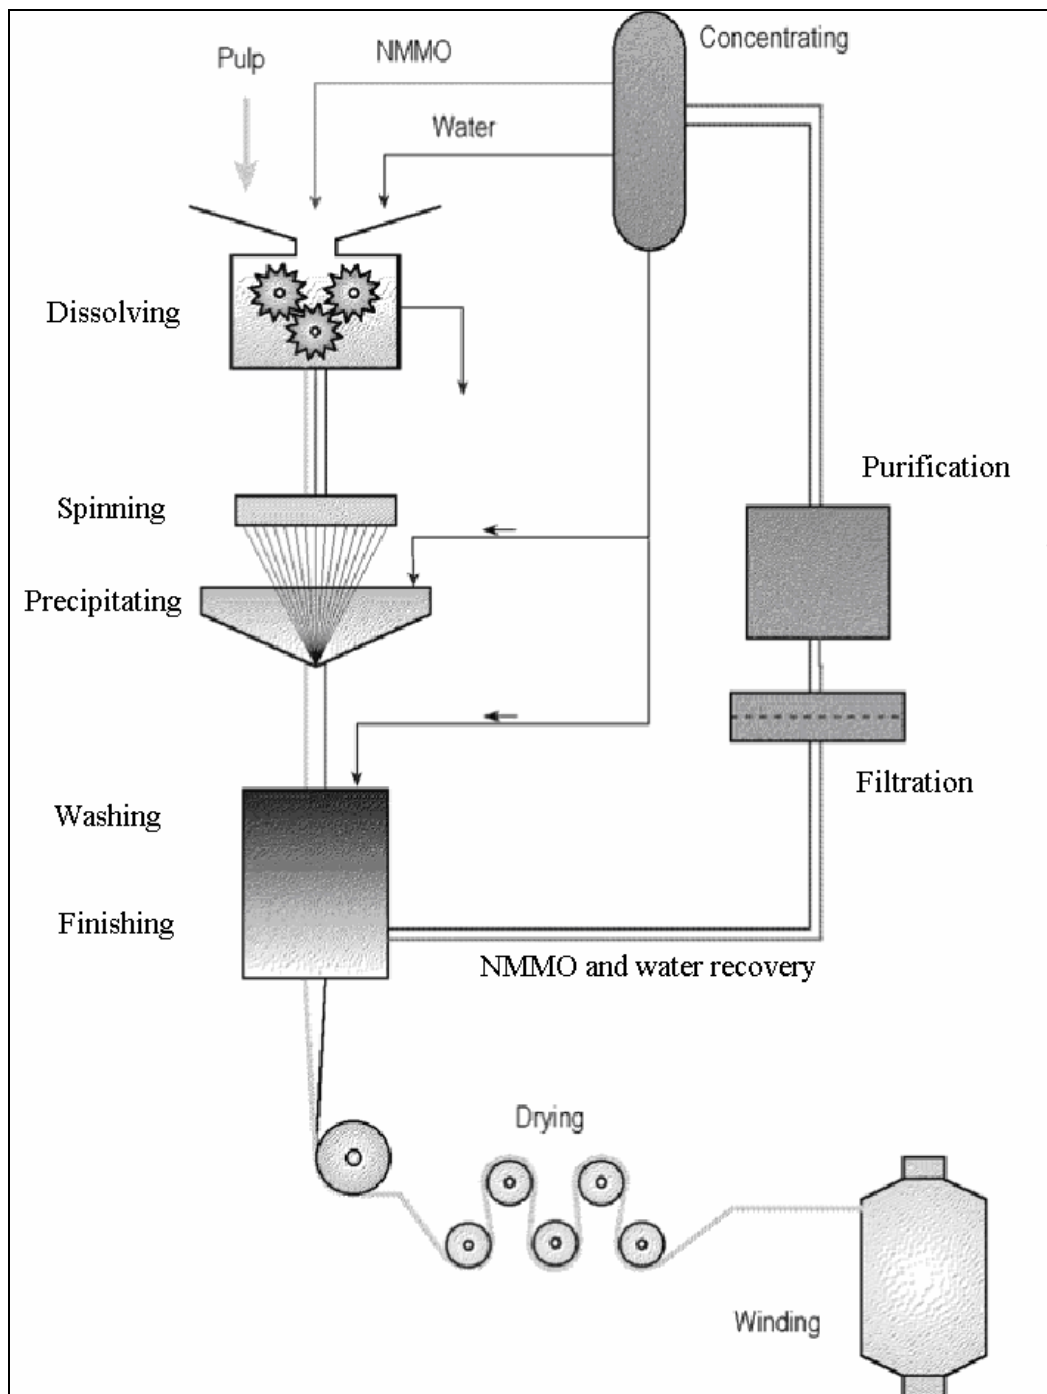 Concentrating
NMMO
Pulp
Water
Dissolving
Purification
Spinning
Precipitating
Filtration
Washing
Finishing
NMMO and water recovery
Drying
Winding